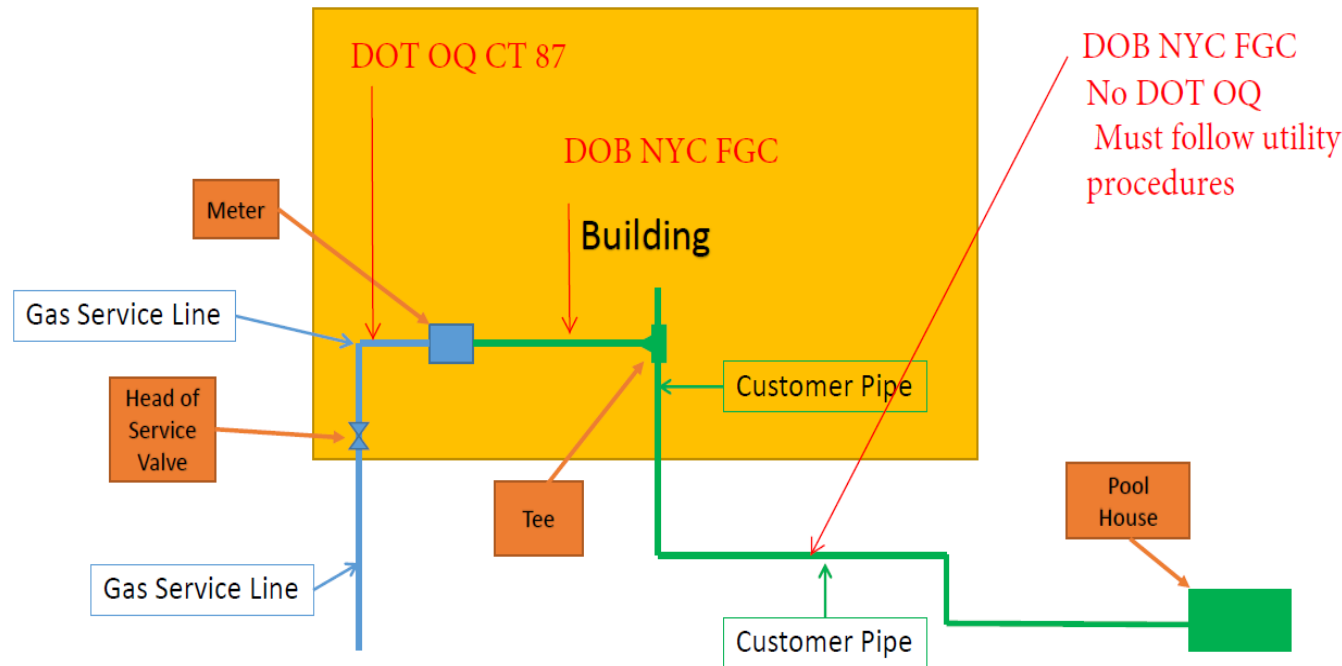 DOT OQ CT 87
DOB NYC FGC
No DOT OQ
Must follow utility
procedures
DOB NYC FGC
Meter
Building
Gas Service Line
Customer Pipe
Head of
Service
Valve
Tee
Pool
House
Gas Service Line
Customer Pipe